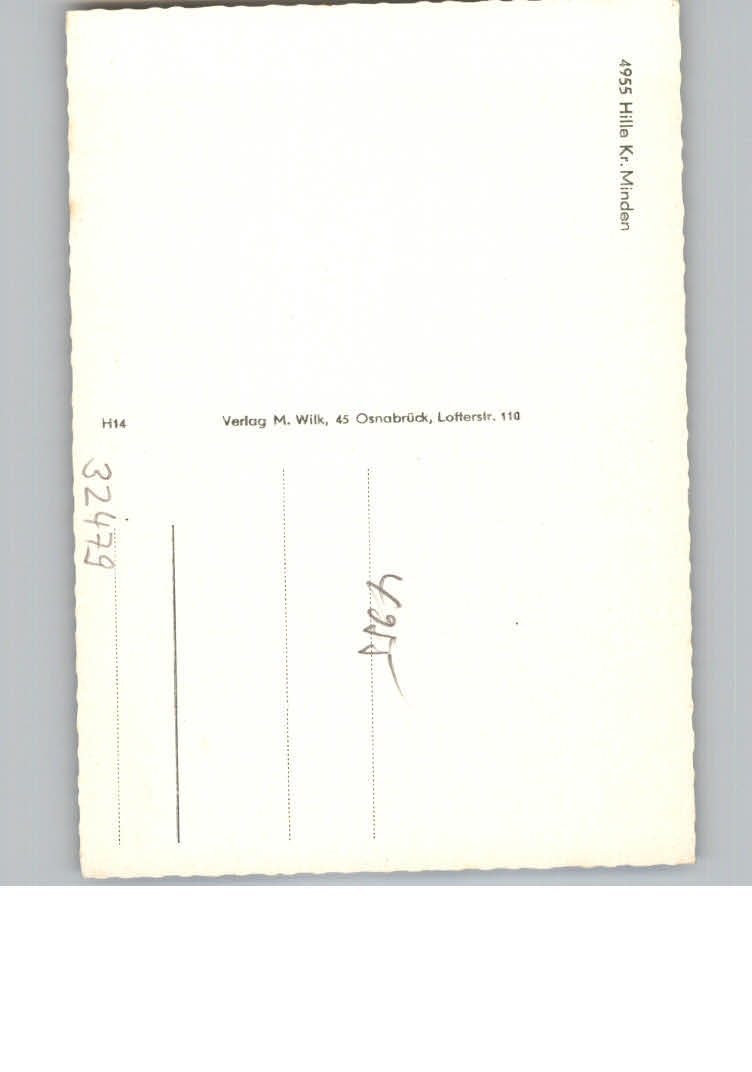 4955 Hille Kr. Minden
H14
Verlag M. Wilk, 45 Osnabrück, Lotterstr. 110
32479
4955